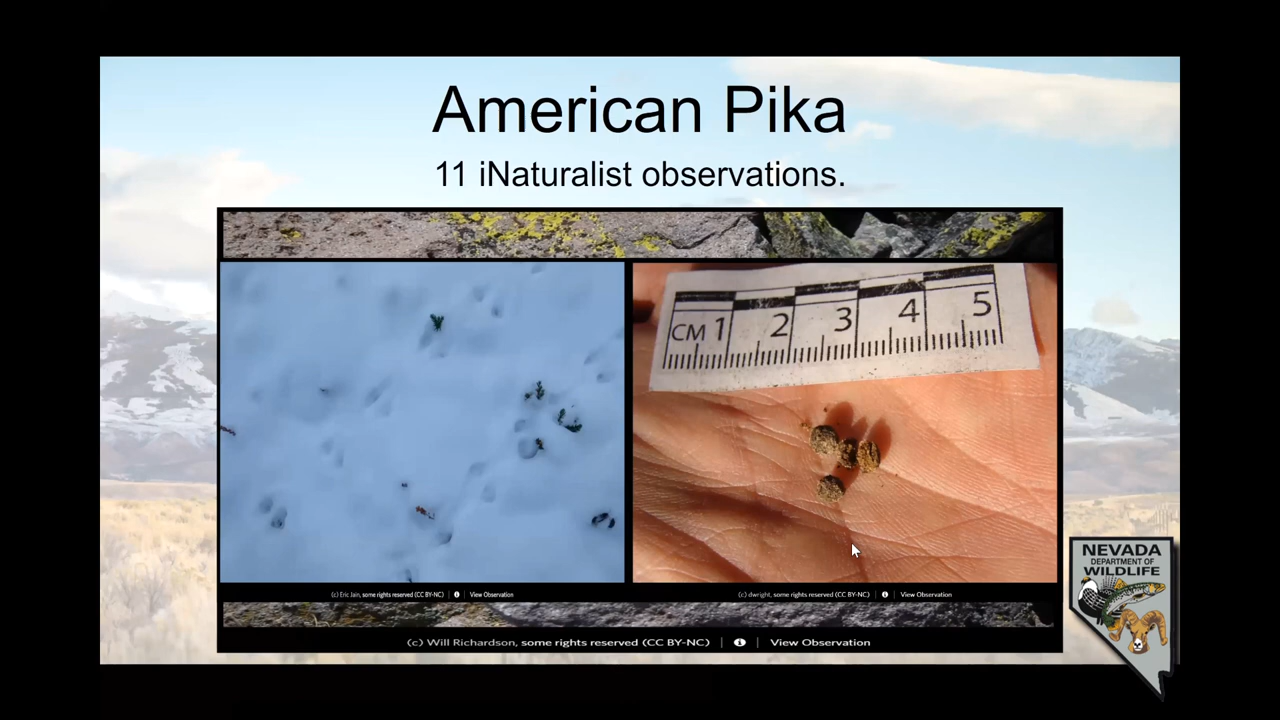 American Pika
11 iNaturalist observations.
CM 1 2 3 4 5
(c) Eric Jain, some rights reserved (CC BY-NC) | View Observation
(c) dwright, some rights reserved (CC BY-NC) | View Observation
(c) Will Richardson, some rights reserved (CC BY-NC) | View Observation
NEVADA
DEPARTMENT OF
WILDLIFE